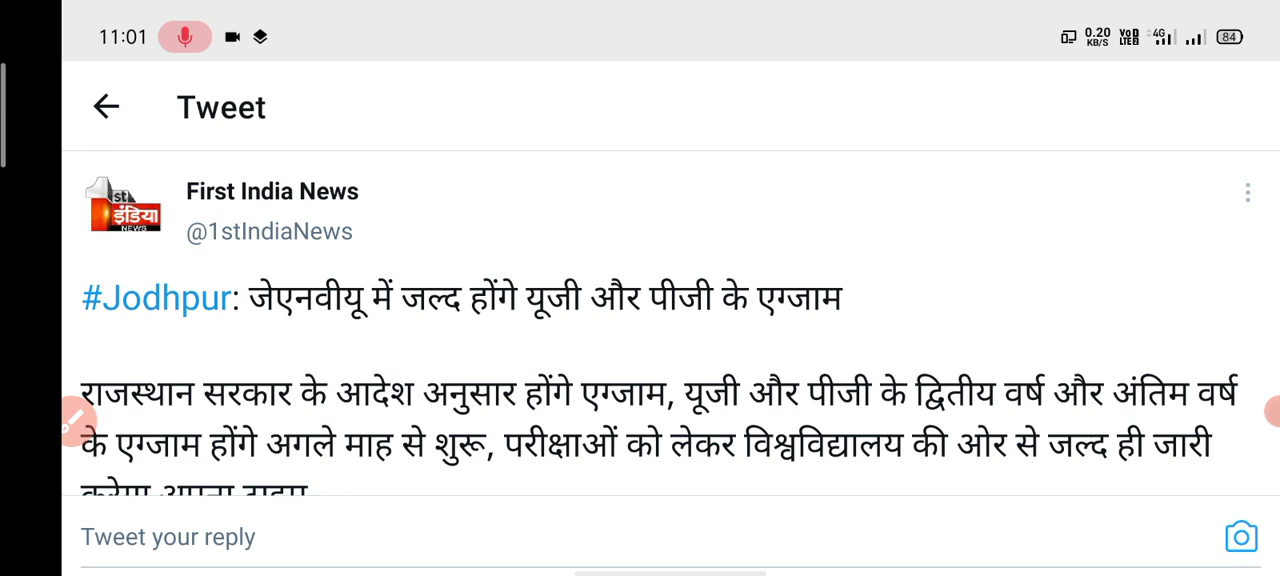 11:01
0.20 KB/S
4G
84
Tweet
1st
इंडिया
NEWS
First India News
@1stIndiaNews
#Jodhpur: जेएनवीयू में जल्द होंगे यूजी और पीजी के एग्जाम
राजस्थान सरकार के आदेश अनुसार होंगे एग्जाम, यूजी और पीजी के द्वितीय वर्ष और अंतिम वर्ष
के एग्जाम होंगे अगले माह से शुरू, परीक्षाओं को लेकर विश्वविद्यालय की ओर से जल्द ही जारी
Tweet your reply